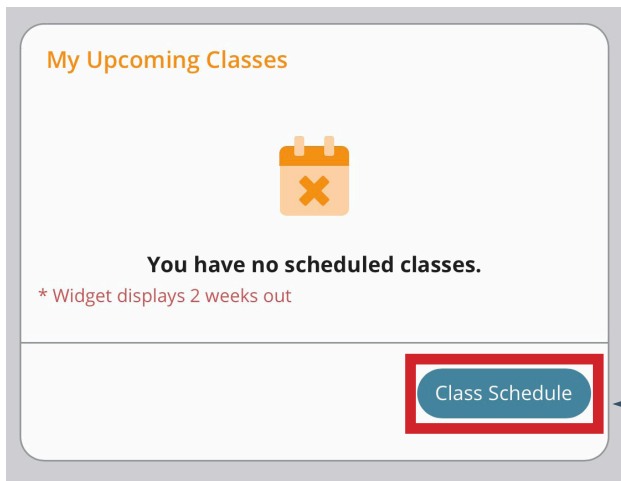 My Upcoming Classes
You have no scheduled classes.
* Widget displays 2 weeks out
Class Schedule